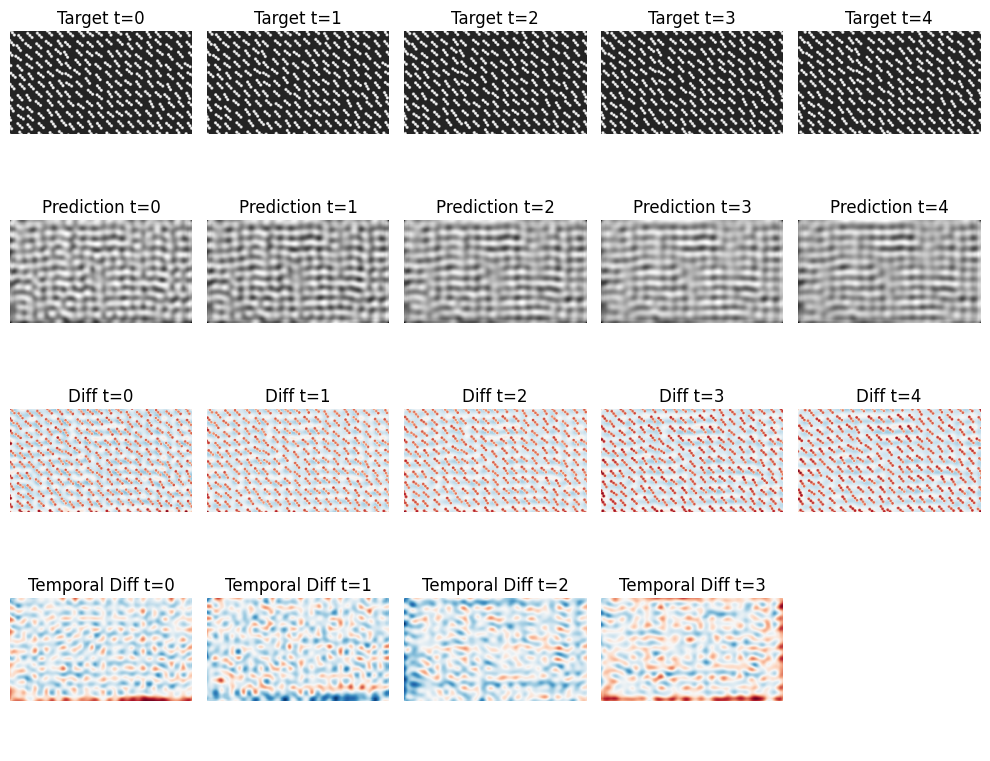 Target t=0 Target t=1 Target t=2 Target t=3 Target t=4
Prediction t=0 Prediction t=1 Prediction t=2 Prediction t=3 Prediction t=4
Diff t=0 Diff t=1 Diff t=2 Diff t=3 Diff t=4
Temporal Diff t=0 Temporal Diff t=1 Temporal Diff t=2 Temporal Diff t=3